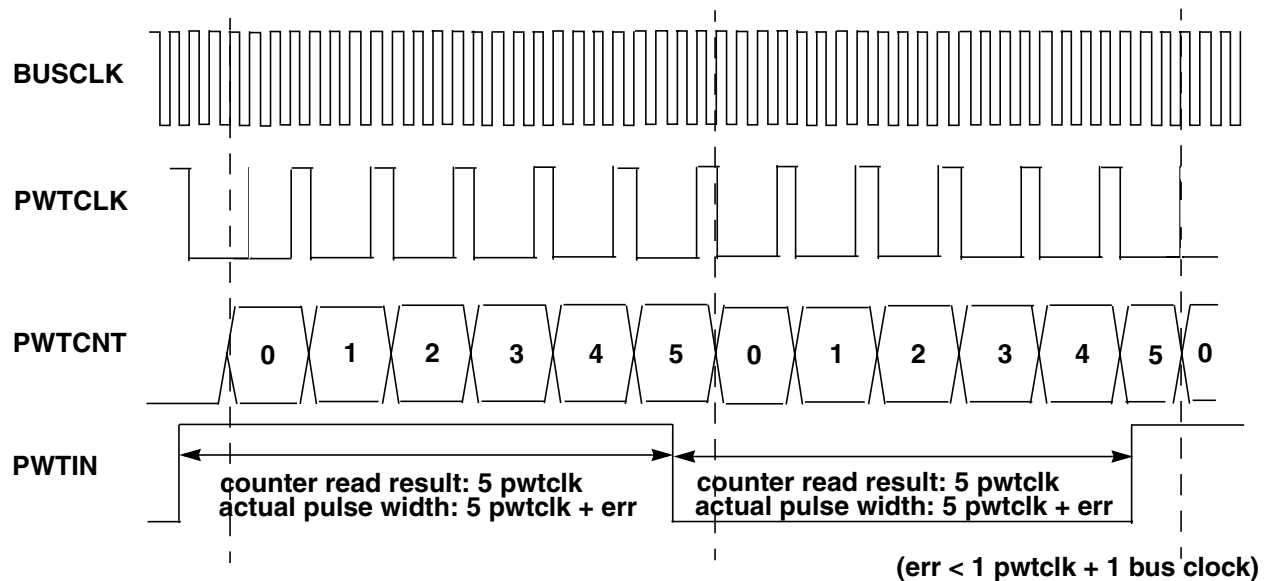 BUSCLK
PWTCLK
PWTCNT
0 1 2 3 4 5 0 1 2 3 4 5 0
PWTIN
counter read result: 5 pwtclk
actual pulse width: 5 pwtclk + err
counter read result: 5 pwtclk
actual pulse width: 5 pwtclk + err
(err < 1 pwtclk + 1 bus clock)